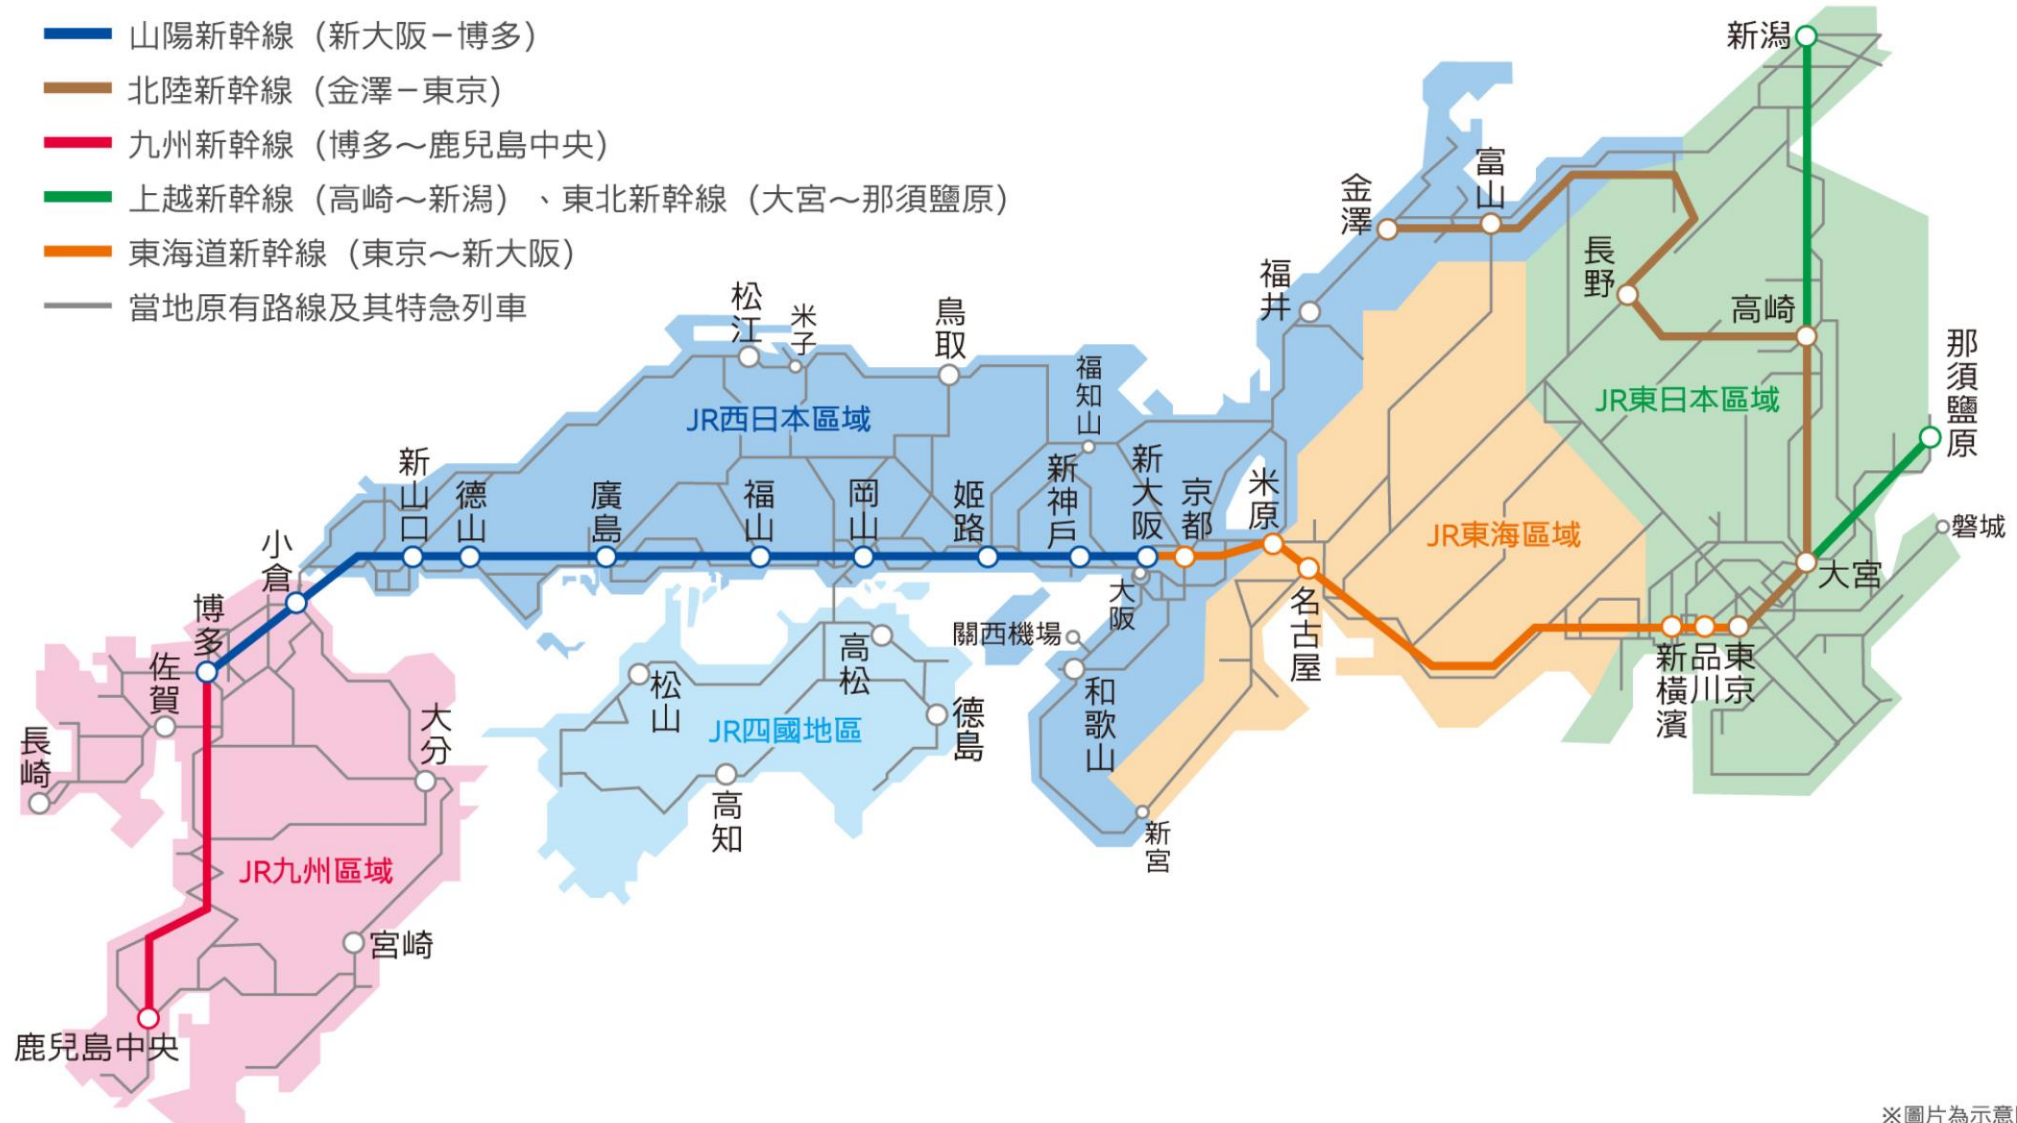 山陽新幹線（新大阪－博多）
北陸新幹線（金澤－東京）
九州新幹線（博多～鹿兒島中央）
上越新幹線（高崎～新潟）、東北新幹線（大宮～那須鹽原）
東海道新幹線（東京～新大阪）
當地原有路線及其特急列車
新潟
富山
金澤
長野
福井
高崎
那須鹽原
松江
米子
鳥取
福知山
JR西日本區域
JR東日本區域
新山口
德山
廣島
福山
岡山
姬路
新神戶
新大阪
京都
米原
JR東海區域
磐城
小倉
博多
大宮
大阪
名古屋
關西機場
高松
佐賀
松山
和歌山
新橫濱
品川
東京
大分
德島
長崎
JR四國地區
高知
新宮
JR九州區域
宮崎
鹿兒島中央
※圖片為示意